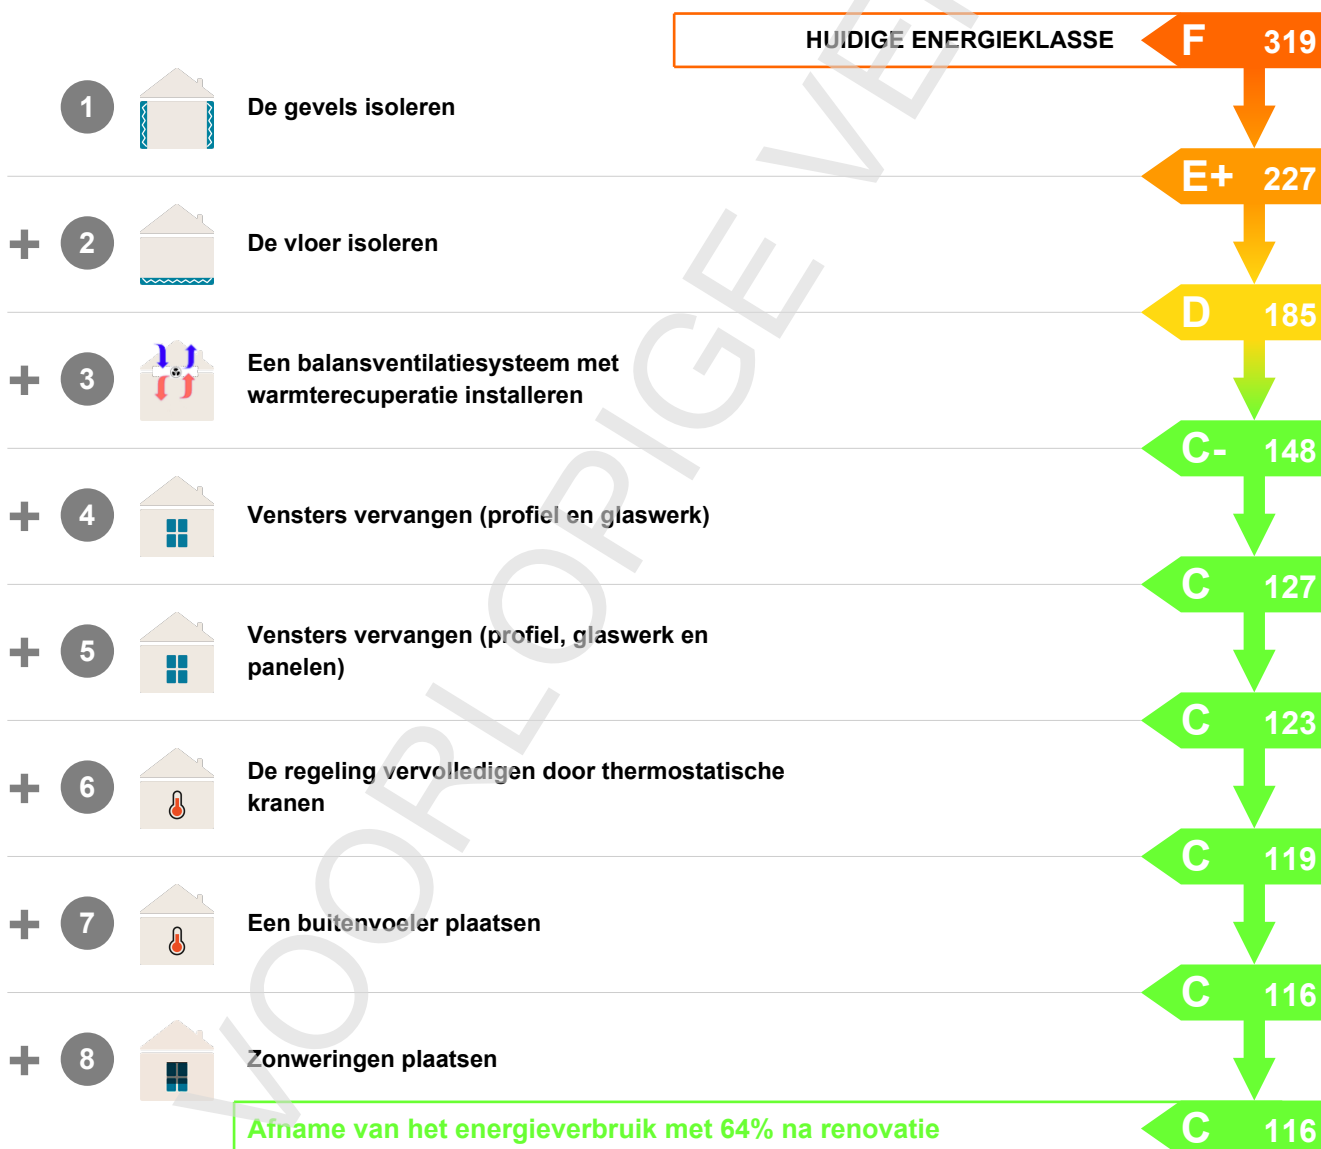 HUIDIGE ENERGIEKLASSE F 319
1 De gevels isoleren
E+ 227
+ 2 De vloer isoleren
D 185
+ 3 Een balansventilatiesysteem met
warmterecuperatie installeren
C- 148
+ 4 Vensters vervangen (profiel en glaswerk)
C 127
+ 5 Vensters vervangen (profiel, glaswerk en
panelen)
C 123
+ 6 De regeling vervolledigen door thermostatische
kranen
C 119
+ 7 Een buitenvoeler plaatsen
C 116
+ 8 Zonweringen plaatsen
Afname van het energieverbruik met 64% na renovatie C 116
VOORLOPIGE